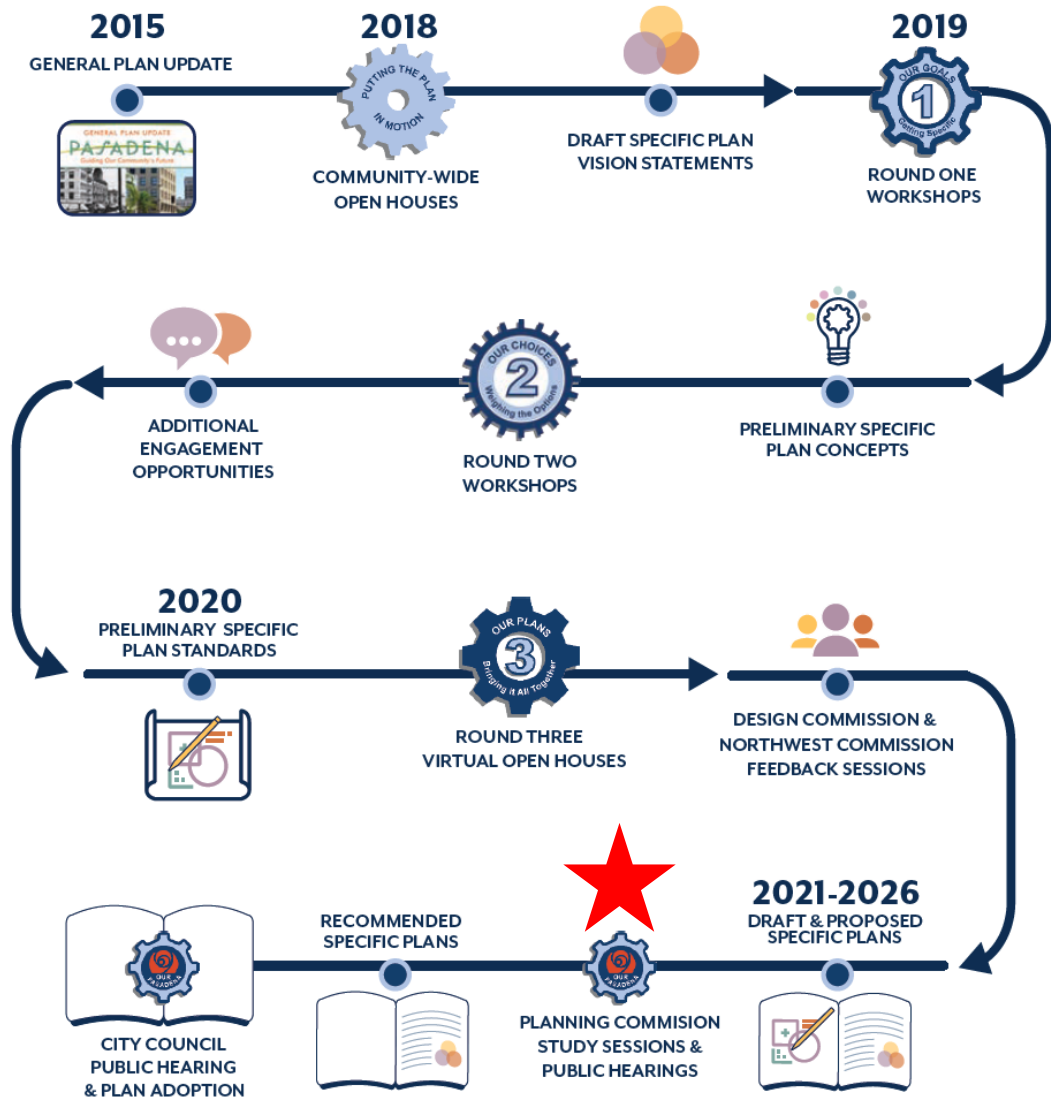 2015
GENERAL PLAN UPDATE
GENERAL PLAN UPDATE
PASADENA
Guiding Our Community's Future
2018
PUTTING THE PLAN
IN MOTION
COMMUNITY-WIDE
OPEN HOUSES
DRAFT SPECIFIC PLAN
VISION STATEMENTS
2019
OUR GOALS
1
Getting Specific
ROUND ONE
WORKSHOPS
PRELIMINARY SPECIFIC
PLAN CONCEPTS
OUR CHOICES
2
Weighing the Options
ROUND TWO
WORKSHOPS
ADDITIONAL
ENGAGEMENT
OPPORTUNITIES
2020
PRELIMINARY SPECIFIC
PLAN STANDARDS
OUR PLANS
3
Bringing it All Together
ROUND THREE
VIRTUAL OPEN HOUSES
DESIGN COMMISSION &
NORTHWEST COMMISSION
FEEDBACK SESSIONS
2021-2026
DRAFT & PROPOSED
SPECIFIC PLANS
OUR
PASADENA
PLANNING COMMISION
STUDY SESSIONS &
PUBLIC HEARINGS
RECOMMENDED
SPECIFIC PLANS
OUR
PASADENA
CITY COUNCIL
PUBLIC HEARING
& PLAN ADOPTION